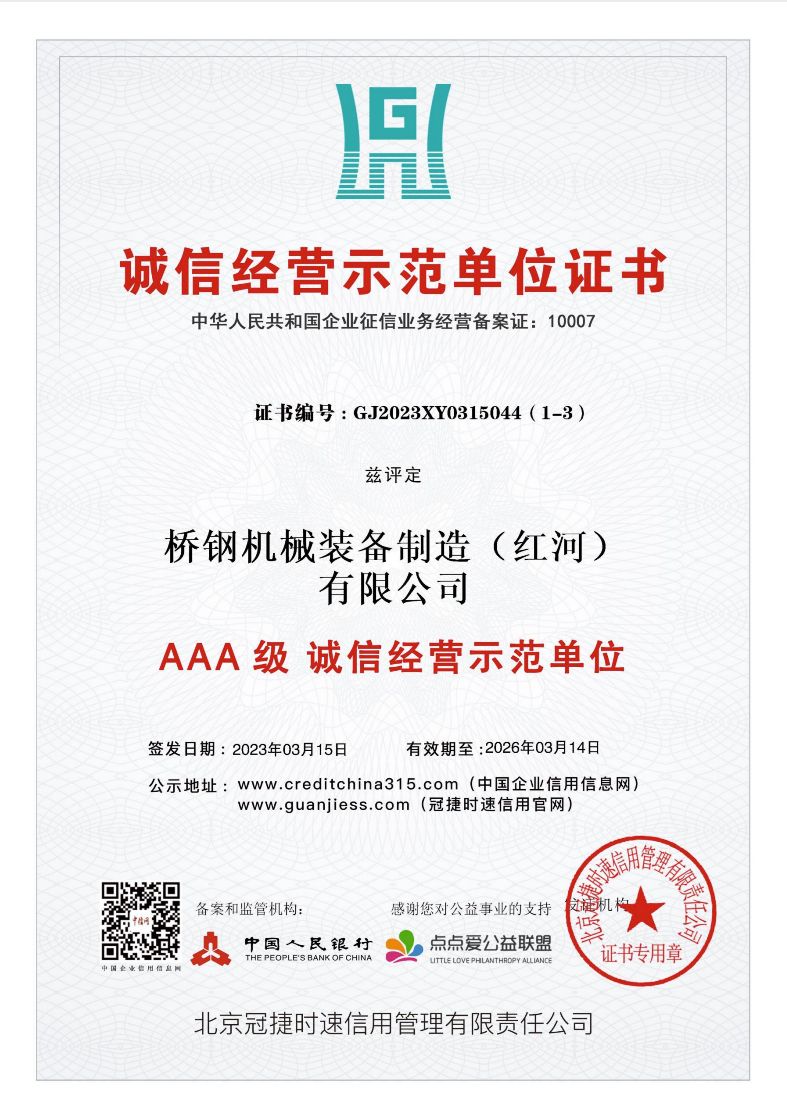 诚信经营示范单位证书
中华人民共和国企业征信业务经营备案证：10007
证书编号：GJ2023XY0315044（1-3）
兹评定
桥钢机械装备制造（红河）
有限公司
AAA 级 诚信经营示范单位
签发日期：2023年03月15日 有效期至：2026年03月14日
公示地址：www.creditchina315.com（中国企业信用信息网）
www.guanjiess.com（冠捷时速信用官网）
备案和监管机构： 感谢您对公益事业的支持 发证机构
中国人民银行
THE PEOPLE'S BANK OF CHINA
点点爱公益联盟
LITTLE LOVE PHILANTHROPY ALLIANCE
中国企业信用信息网
北京冠捷时速信用管理有限责任公司
证书专用章
北京冠捷时速信用管理有限责任公司